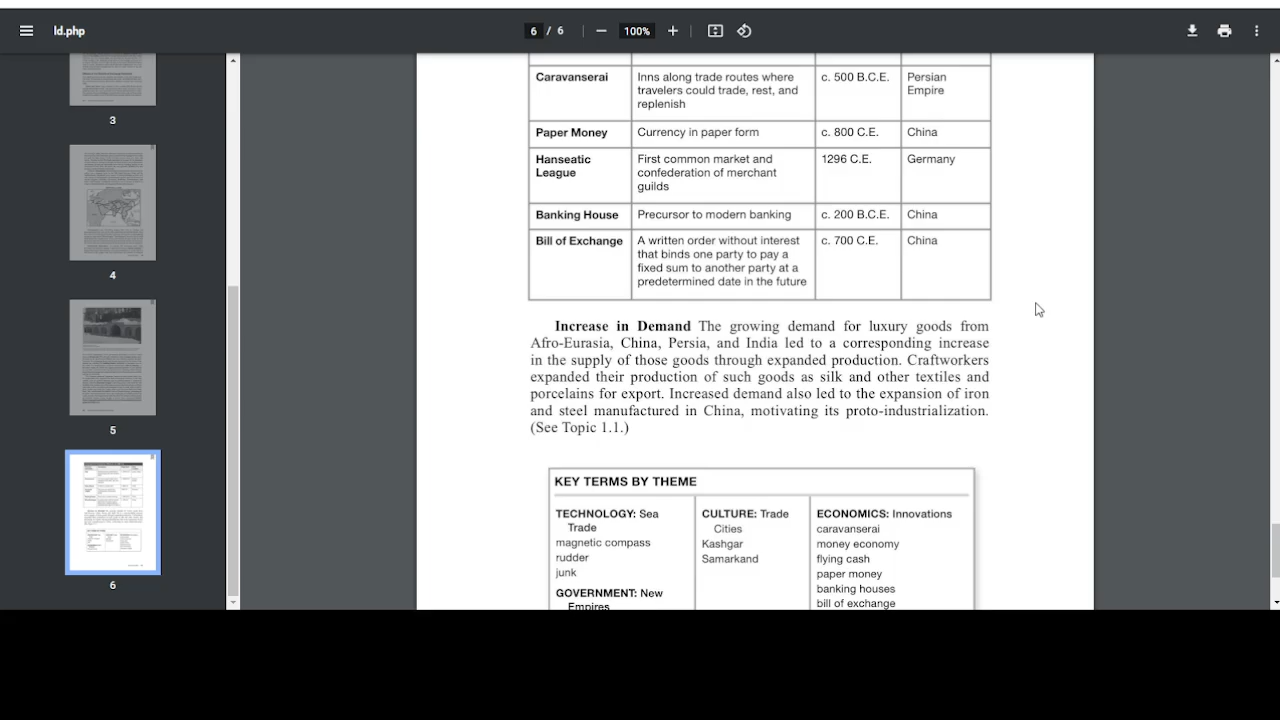 ld.php
6 / 6
100%
3
4
5
6
Caravanserai
Inns along trade routes where
travelers could trade, rest, and
replenish
c. 500 B.C.E.
Persian
Empire
Paper Money
Currency in paper form
c. 800 C.E.
China
Hanseatic
League
First common market and
confederation of merchant
guilds
1296 C.E.
Germany
Banking House
Precursor to modern banking
c. 200 B.C.E.
China
Bill of Exchange
A written order without interest
that binds one party to pay a
fixed sum to another party at a
predetermined date in the future
c. 700 C.E.
China
Increase in Demand The growing demand for luxury goods from
Afro-Eurasia, China, Persia, and India led to a corresponding increase
in the supply of those goods through expanded production. Craftworkers
expanded their production of such goods as silk and other textiles and
porcelains for export. Increased demand also led to the expansion of iron
and steel manufactured in China, motivating its proto-industrialization.
(See Topic 1.1.)
KEY TERMS BY THEME
TECHNOLOGY: Sea
Trade
magnetic compass
rudder
junk
GOVERNMENT: New
Empires
CULTURE: Trade
Cities
Kashgar
Samarkand
ECONOMICS: Innovations
caravanserai
money economy
flying cash
paper money
banking houses
bill of exchange